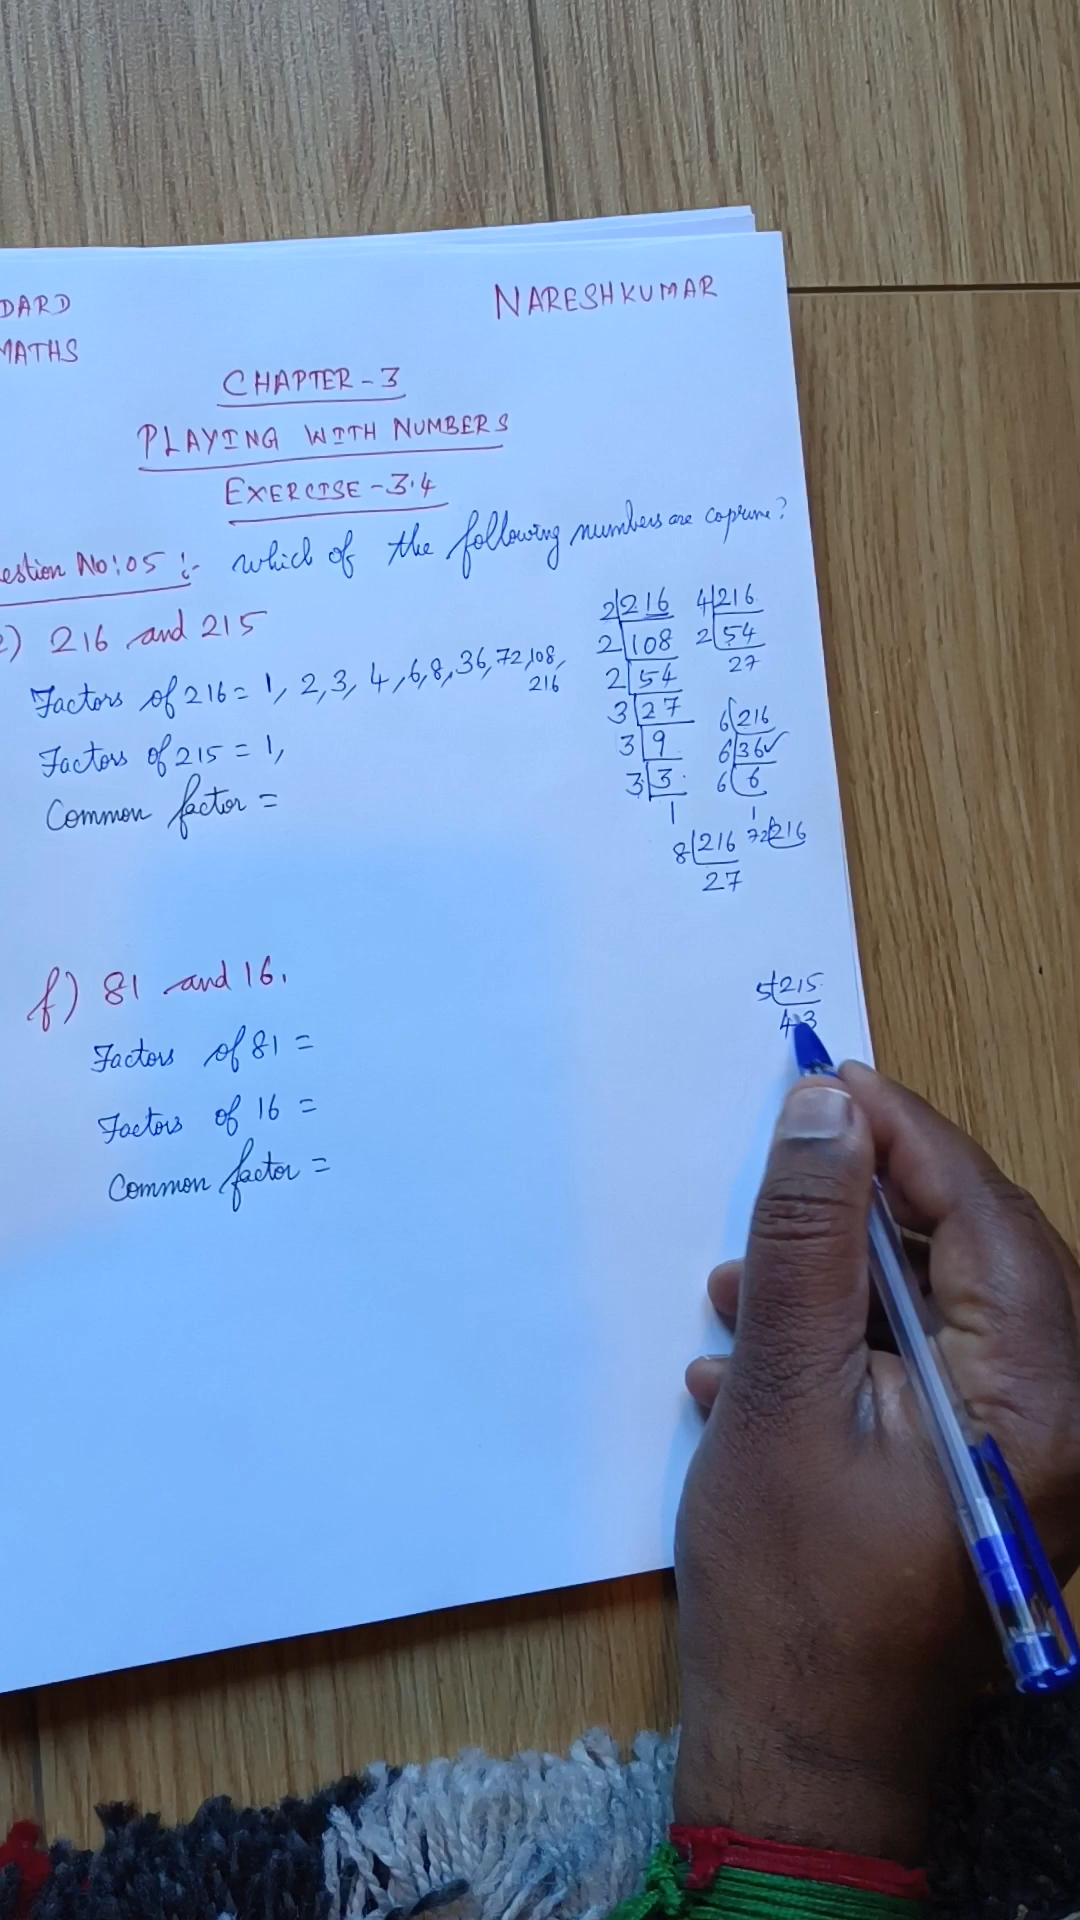 DARD
NARESHKUMAR
MATHS
CHAPTER-3
PLAYING WITH NUMBERS
EXERCISE-3.4
estion No:05 :- which of the following numbers are coprime?
e) 216 and 215
Factors of 216 = 1, 2, 3, 4, 6, 8, 36, 72, 108,
216
Factors of 215 = 1,
Common factor =
2 216
2 108
2 54
3 27
3 9
3 3
1
4 216
2 54
27
6 216
6 36 ✓
6 6
1
8 216
27
72 216
f) 81 and 16.
Factors of 81 =
Factors of 16 =
Common factor =
5 215
43